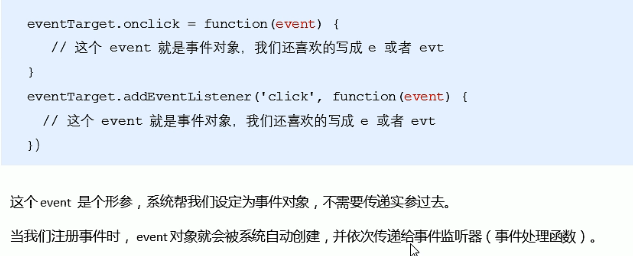 eventTarget.onclick = function(event) {
// 这个 event 就是事件对象，我们还喜欢的写成 e 或者 evt
}
eventTarget.addEventListener('click', function(event) {
// 这个 event 就是事件对象，我们还喜欢的写成 e 或者 evt
})
这个 event 是个形参，系统帮我们设定为事件对象，不需要传递实参过去。
当我们注册事件时， event 对象就会被系统自动创建，并依次传递给事件监听器（事件处理函数）。